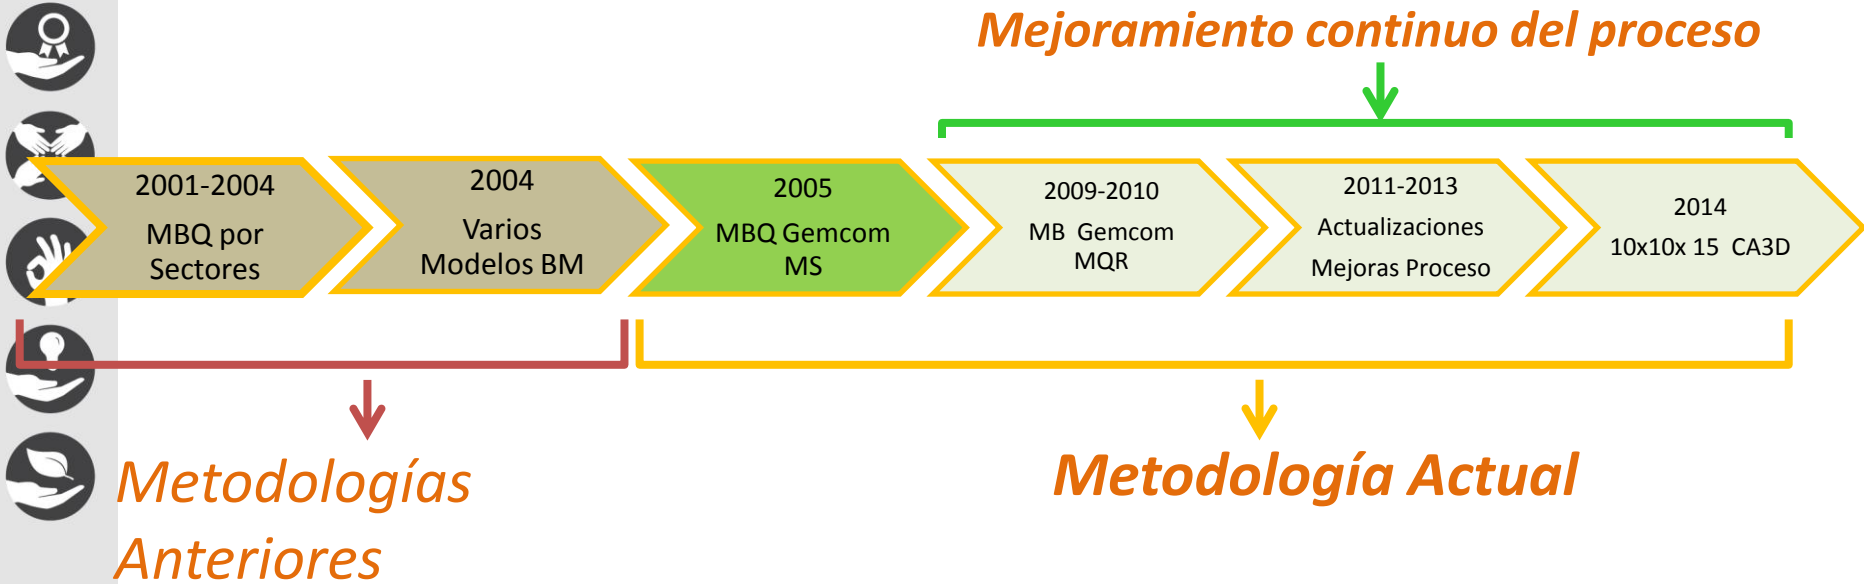 Mejoramiento continuo del proceso
2001-2004
MBQ por
Sectores
2004
Varios
Modelos BM
2005
MBQ Gemcom
MS
2009-2010
MB Gemcom
MQR
2011-2013
Actualizaciones
Mejoras Proceso
2014
10x10x 15 CA3D
Metodologías
Anteriores
Metodología Actual